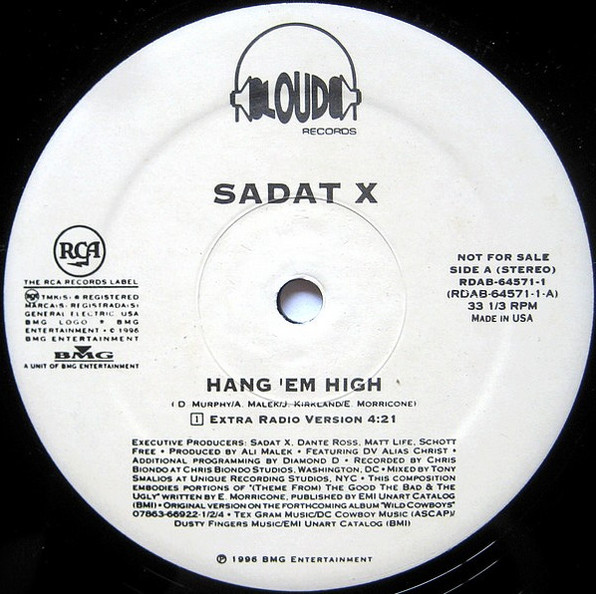 LOUD
RECORDS
SADAT X
RCA
THE RCA RECORDS LABEL
TMK(S) ® REGISTERED
MARCA(S) REGISTRADA(S)
GENERAL ELECTRIC, USA
BMG LOGO ® BMG
ENTERTAINMENT • © 1996
BMG ENTERTAINMENT
BMG
A UNIT OF BMG ENTERTAINMENT
NOT FOR SALE
SIDE A (STEREO)
RDAB-64571-1
(RDAB-64571-1-A)
33 1/3 RPM
MADE IN USA
HANG 'EM HIGH
(D. MURPHY/A. MALEK/J. KIRKLAND/E. MORRICONE)
1 EXTRA RADIO VERSION 4:21
EXECUTIVE PRODUCERS: SADAT X, DANTE ROSS, MATT LIFE, SCHOTT
FREE • PRODUCED BY ALI MALEK • FEATURING DV ALIAS CHRIST •
ADDITIONAL PROGRAMMING BY DIAMOND D • RECORDED BY CHRIS
BIONDO AT CHRIS BIONDO STUDIOS, WASHINGTON, DC • MIXED BY TONY
SMALIOS AT UNIQUE RECORDING STUDIOS, NYC • THIS COMPOSITION
EMBODIES PORTIONS OF "(THEME FROM) THE GOOD THE BAD & THE
UGLY" WRITTEN BY E. MORRICONE, PUBLISHED BY EMI UNART CATALOG
(BMI) • ORIGINAL VERSION ON THE FORTHCOMING ALBUM "WILD COWBOYS"
07863-66922-1/2/4 • TEX GRAM MUSIC/DC COWBOY MUSIC (ASCAP)/
DUSTY FINGERS MUSIC/EMI UNART CATALOG (BMI)
℗ 1996 BMG ENTERTAINMENT